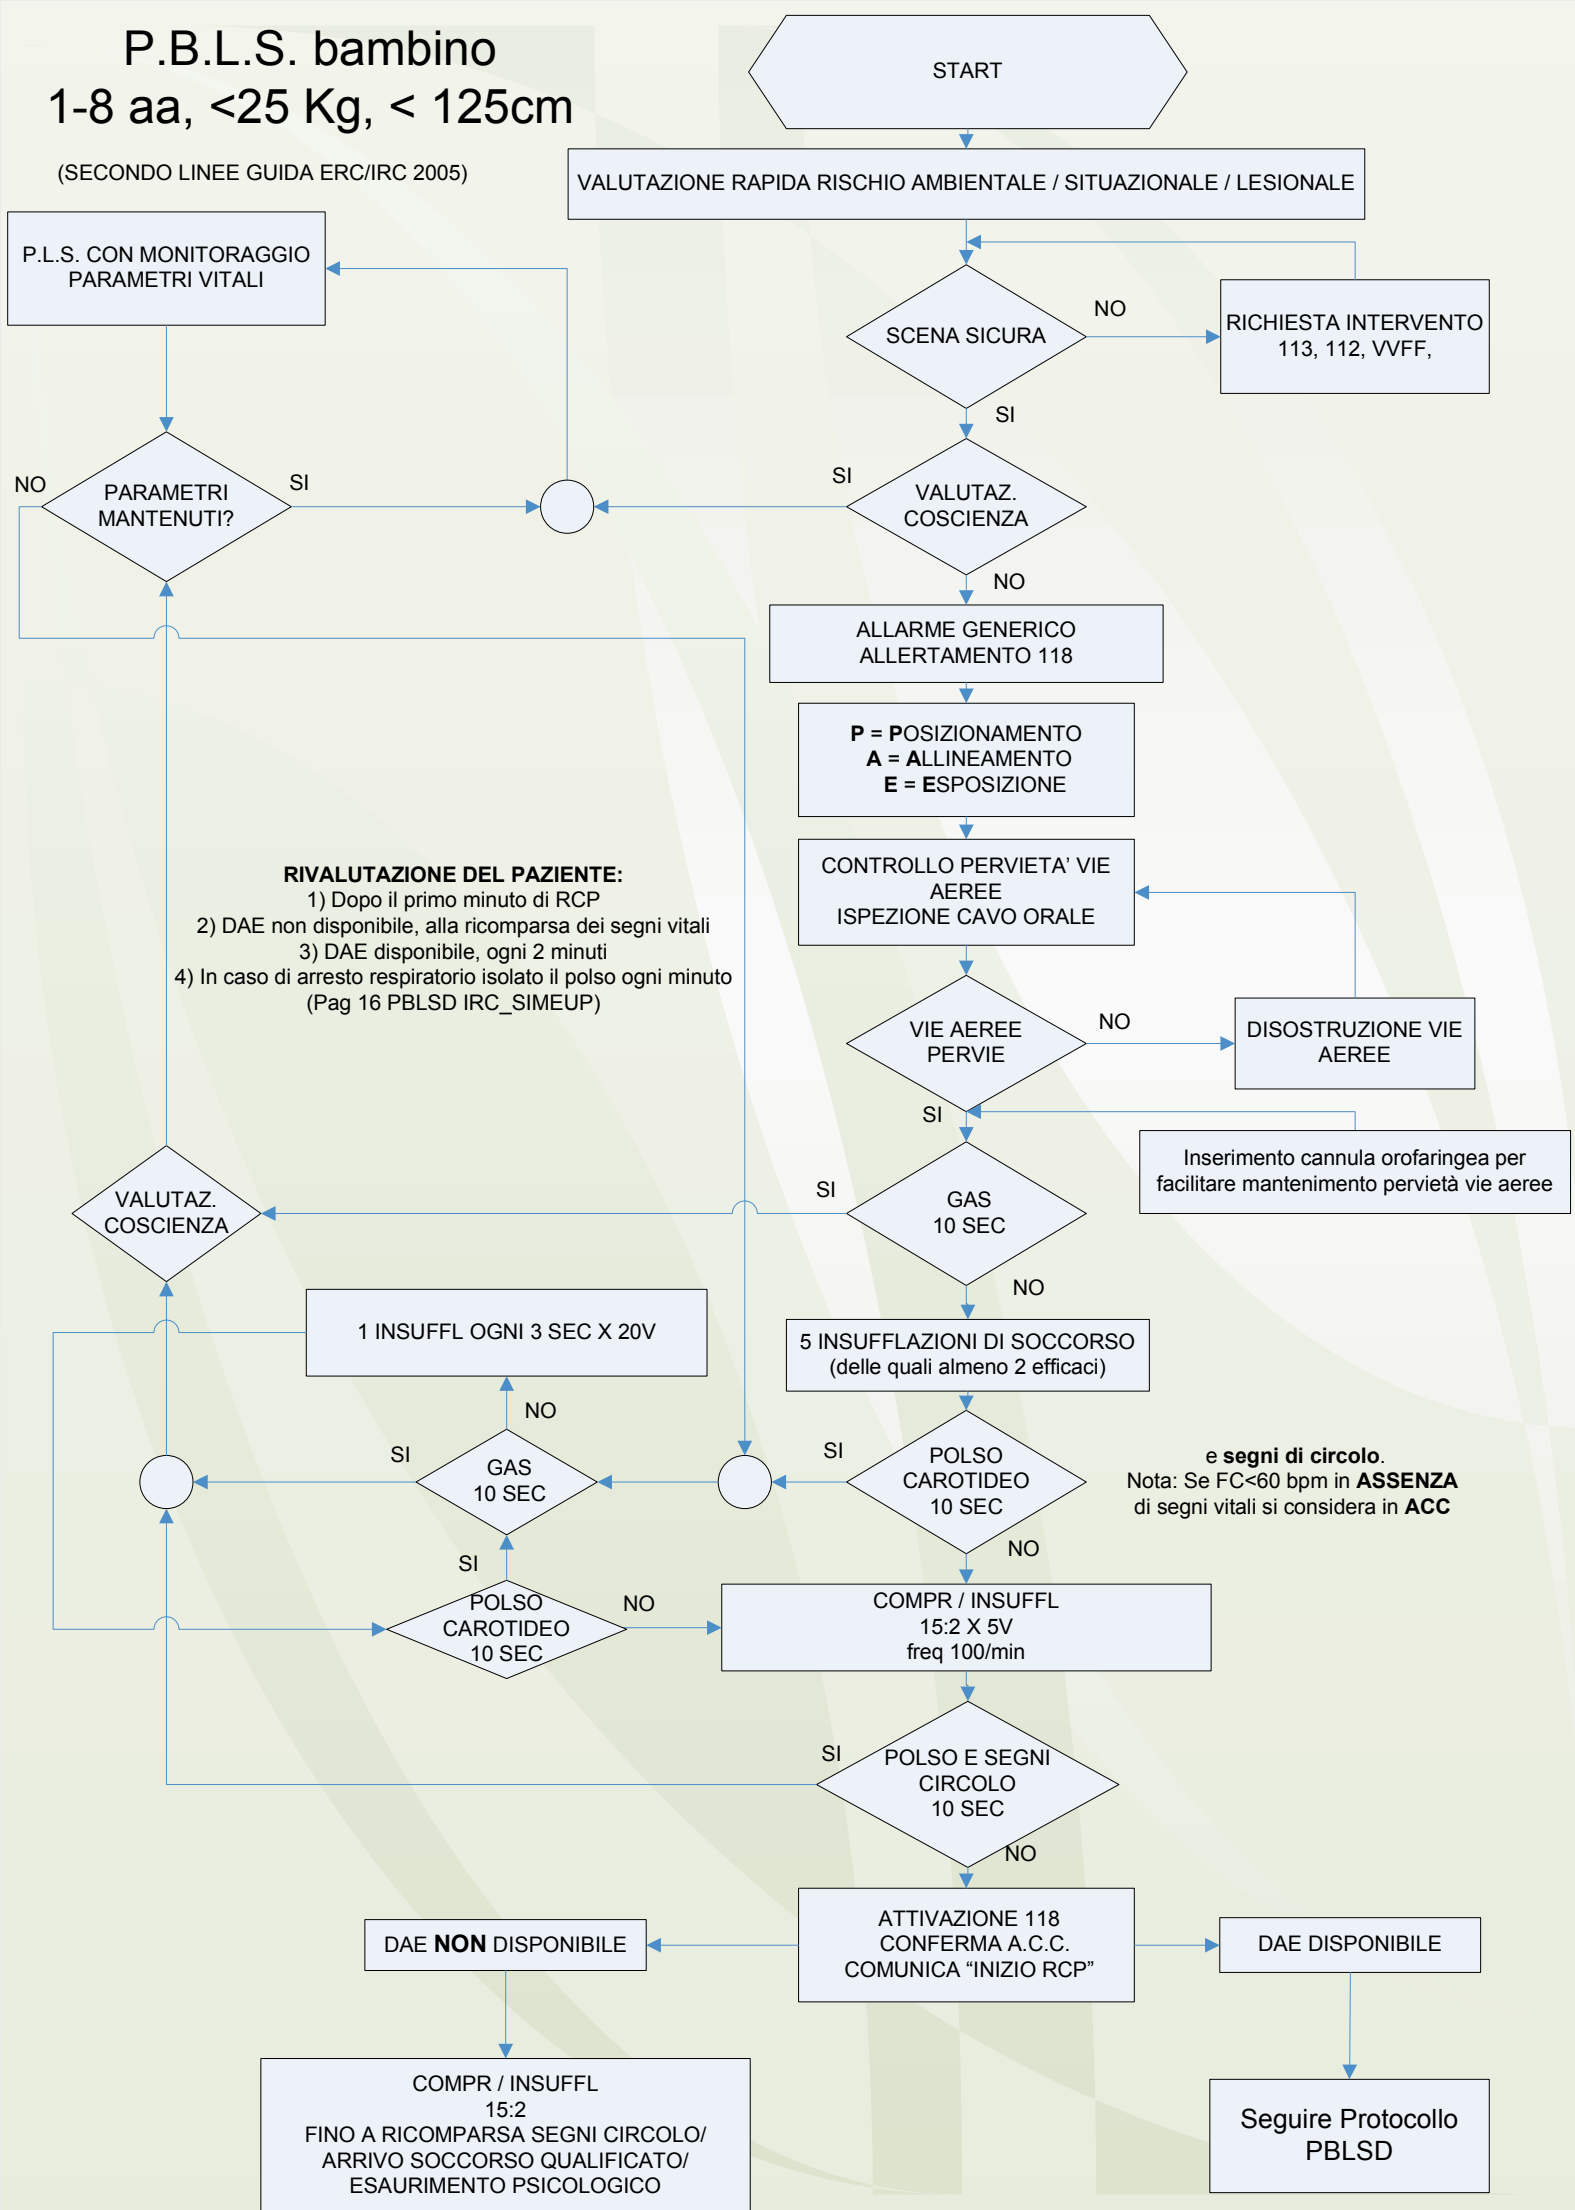 P.B.L.S. bambino
1-8 aa, <25 Kg, < 125cm
(SECONDO LINEE GUIDA ERC/IRC 2005)
START
VALUTAZIONE RAPIDA RISCHIO AMBIENTALE / SITUAZIONALE / LESIONALE
P.L.S. CON MONITORAGGIO
PARAMETRI VITALI
SCENA SICURA
NO
RICHIESTA INTERVENTO
113, 112, VVFF,
SI
NO
PARAMETRI
MANTENUTI?
SI
SI
VALUTAZ.
COSCIENZA
NO
ALLARME GENERICO
ALLERTAMENTO 118
P = POSIZIONAMENTO
A = ALLINEAMENTO
E = ESPOSIZIONE
CONTROLLO PERVIETA' VIE
AEREE
ISPEZIONE CAVO ORALE
RIVALUTAZIONE DEL PAZIENTE:
1) Dopo il primo minuto di RCP
2) DAE non disponibile, alla ricomparsa dei segni vitali
3) DAE disponibile, ogni 2 minuti
4) In caso di arresto respiratorio isolato il polso ogni minuto
(Pag 16 PBLSD IRC_SIMEUP)
VIE AEREE
PERVIE
NO
DISOSTRUZIONE VIE
AEREE
SI
Inserimento cannula orofaringea per
facilitare mantenimento pervietà vie aeree
VALUTAZ.
COSCIENZA
SI
GAS
10 SEC
NO
1 INSUFFL OGNI 3 SEC X 20V
5 INSUFFLAZIONI DI SOCCORSO
(delle quali almeno 2 efficaci)
NO
SI
GAS
10 SEC
SI
POLSO
CAROTIDEO
10 SEC
e segni di circolo.
Nota: Se FC<60 bpm in ASSENZA
di segni vitali si considera in ACC
NO
SI
POLSO
CAROTIDEO
10 SEC
NO
COMPR / INSUFFL
15:2 X 5V
freq 100/min
SI
POLSO E SEGNI
CIRCOLO
10 SEC
NO
DAE NON DISPONIBILE
ATTIVAZIONE 118
CONFERMA A.C.C.
COMUNICA “INIZIO RCP”
DAE DISPONIBILE
COMPR / INSUFFL
15:2
FINO A RICOMPARSA SEGNI CIRCOLO/
ARRIVO SOCCORSO QUALIFICATO/
ESAURIMENTO PSICOLOGICO
Seguire Protocollo
PBLSD